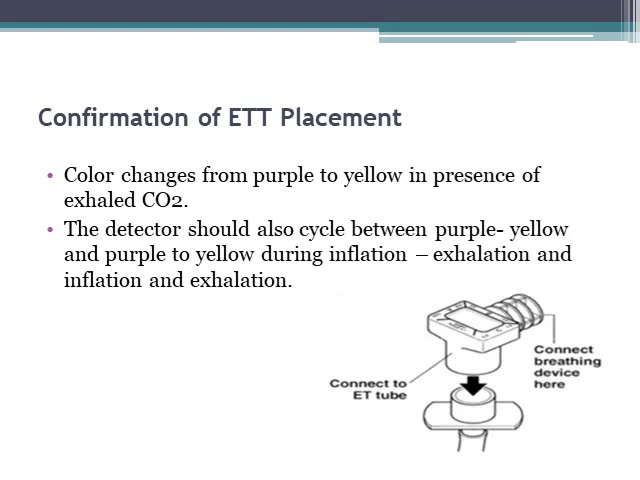 Confirmation of ETT Placement
• Color changes from purple to yellow in presence of
exhaled CO2.
• The detector should also cycle between purple- yellow
and purple to yellow during inflation – exhalation and
inflation and exhalation.
Connect
breathing
device
here
Connect to
ET tube